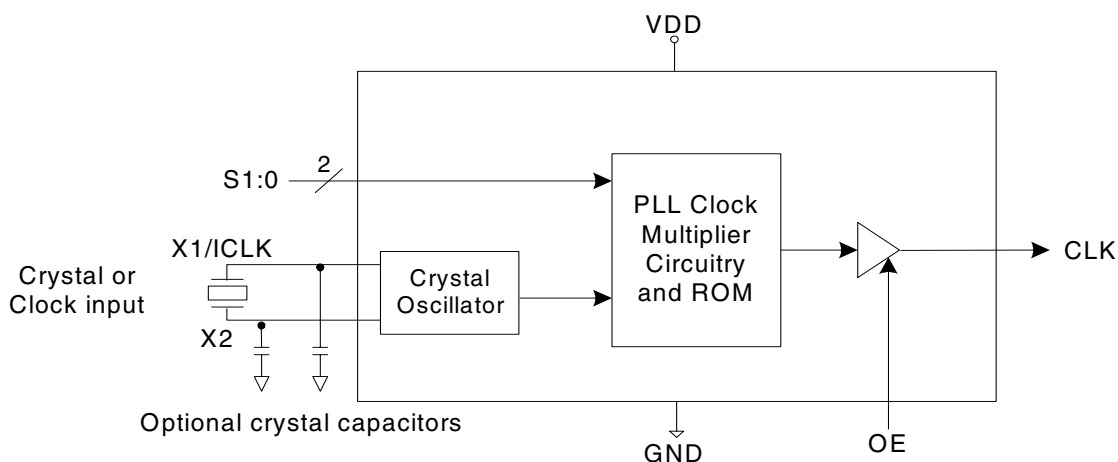 VDD
2
S1:0
PLL Clock
Multiplier
Circuitry
and ROM
X1/ICLK
Crystal or
Clock input
Crystal
Oscillator
CLK
X2
Optional crystal capacitors
GND
OE